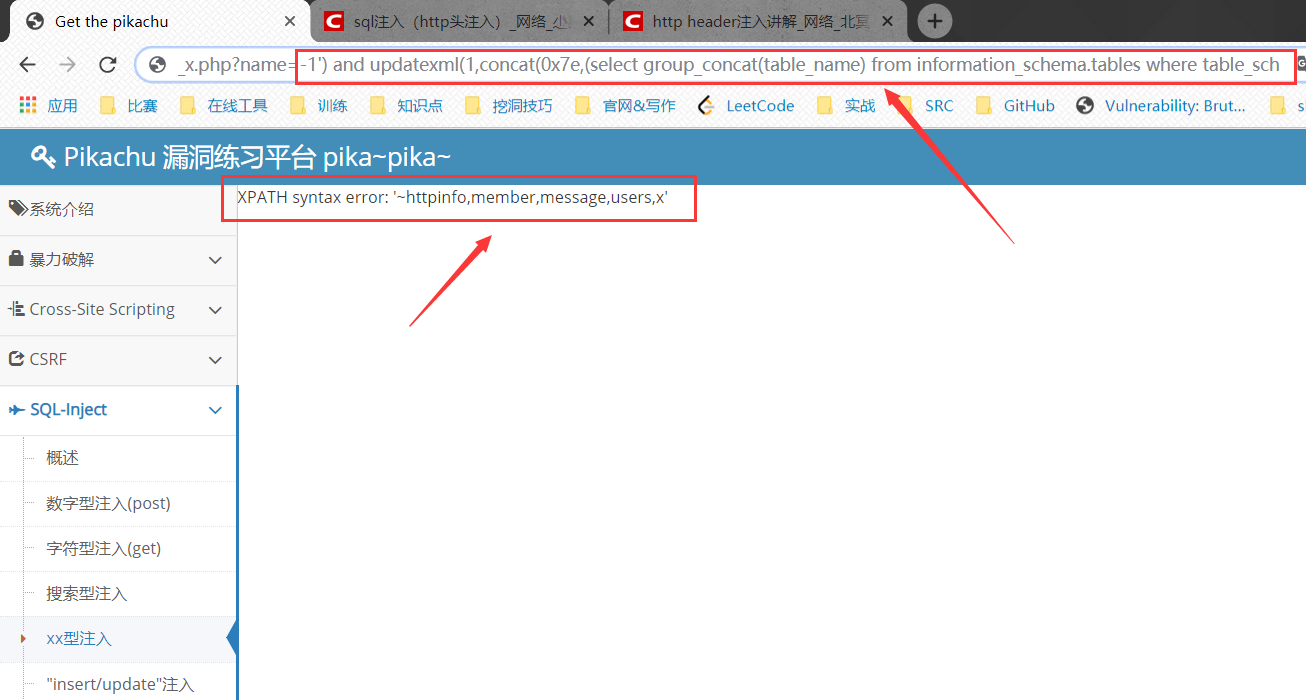 Get the pikachu
sql注入（http头注入）_网络_小
http header注入讲解_网络_北冥
_x.php?name=-1') and updatexml(1,concat(0x7e,(select group_concat(table_name) from information_schema.tables where table_sch
应用 比赛 在线工具 训练 知识点 挖洞技巧 官网&写作 LeetCode 实战 SRC GitHub Vulnerability: Brut...
Pikachu 漏洞练习平台 pika~pika~
XPATH syntax error: '~httpinfo,member,message,users,x'
系统介绍
暴力破解
Cross-Site Scripting
CSRF
SQL-Inject
概述
数字型注入(post)
字符型注入(get)
搜索型注入
xx型注入
"insert/update"注入